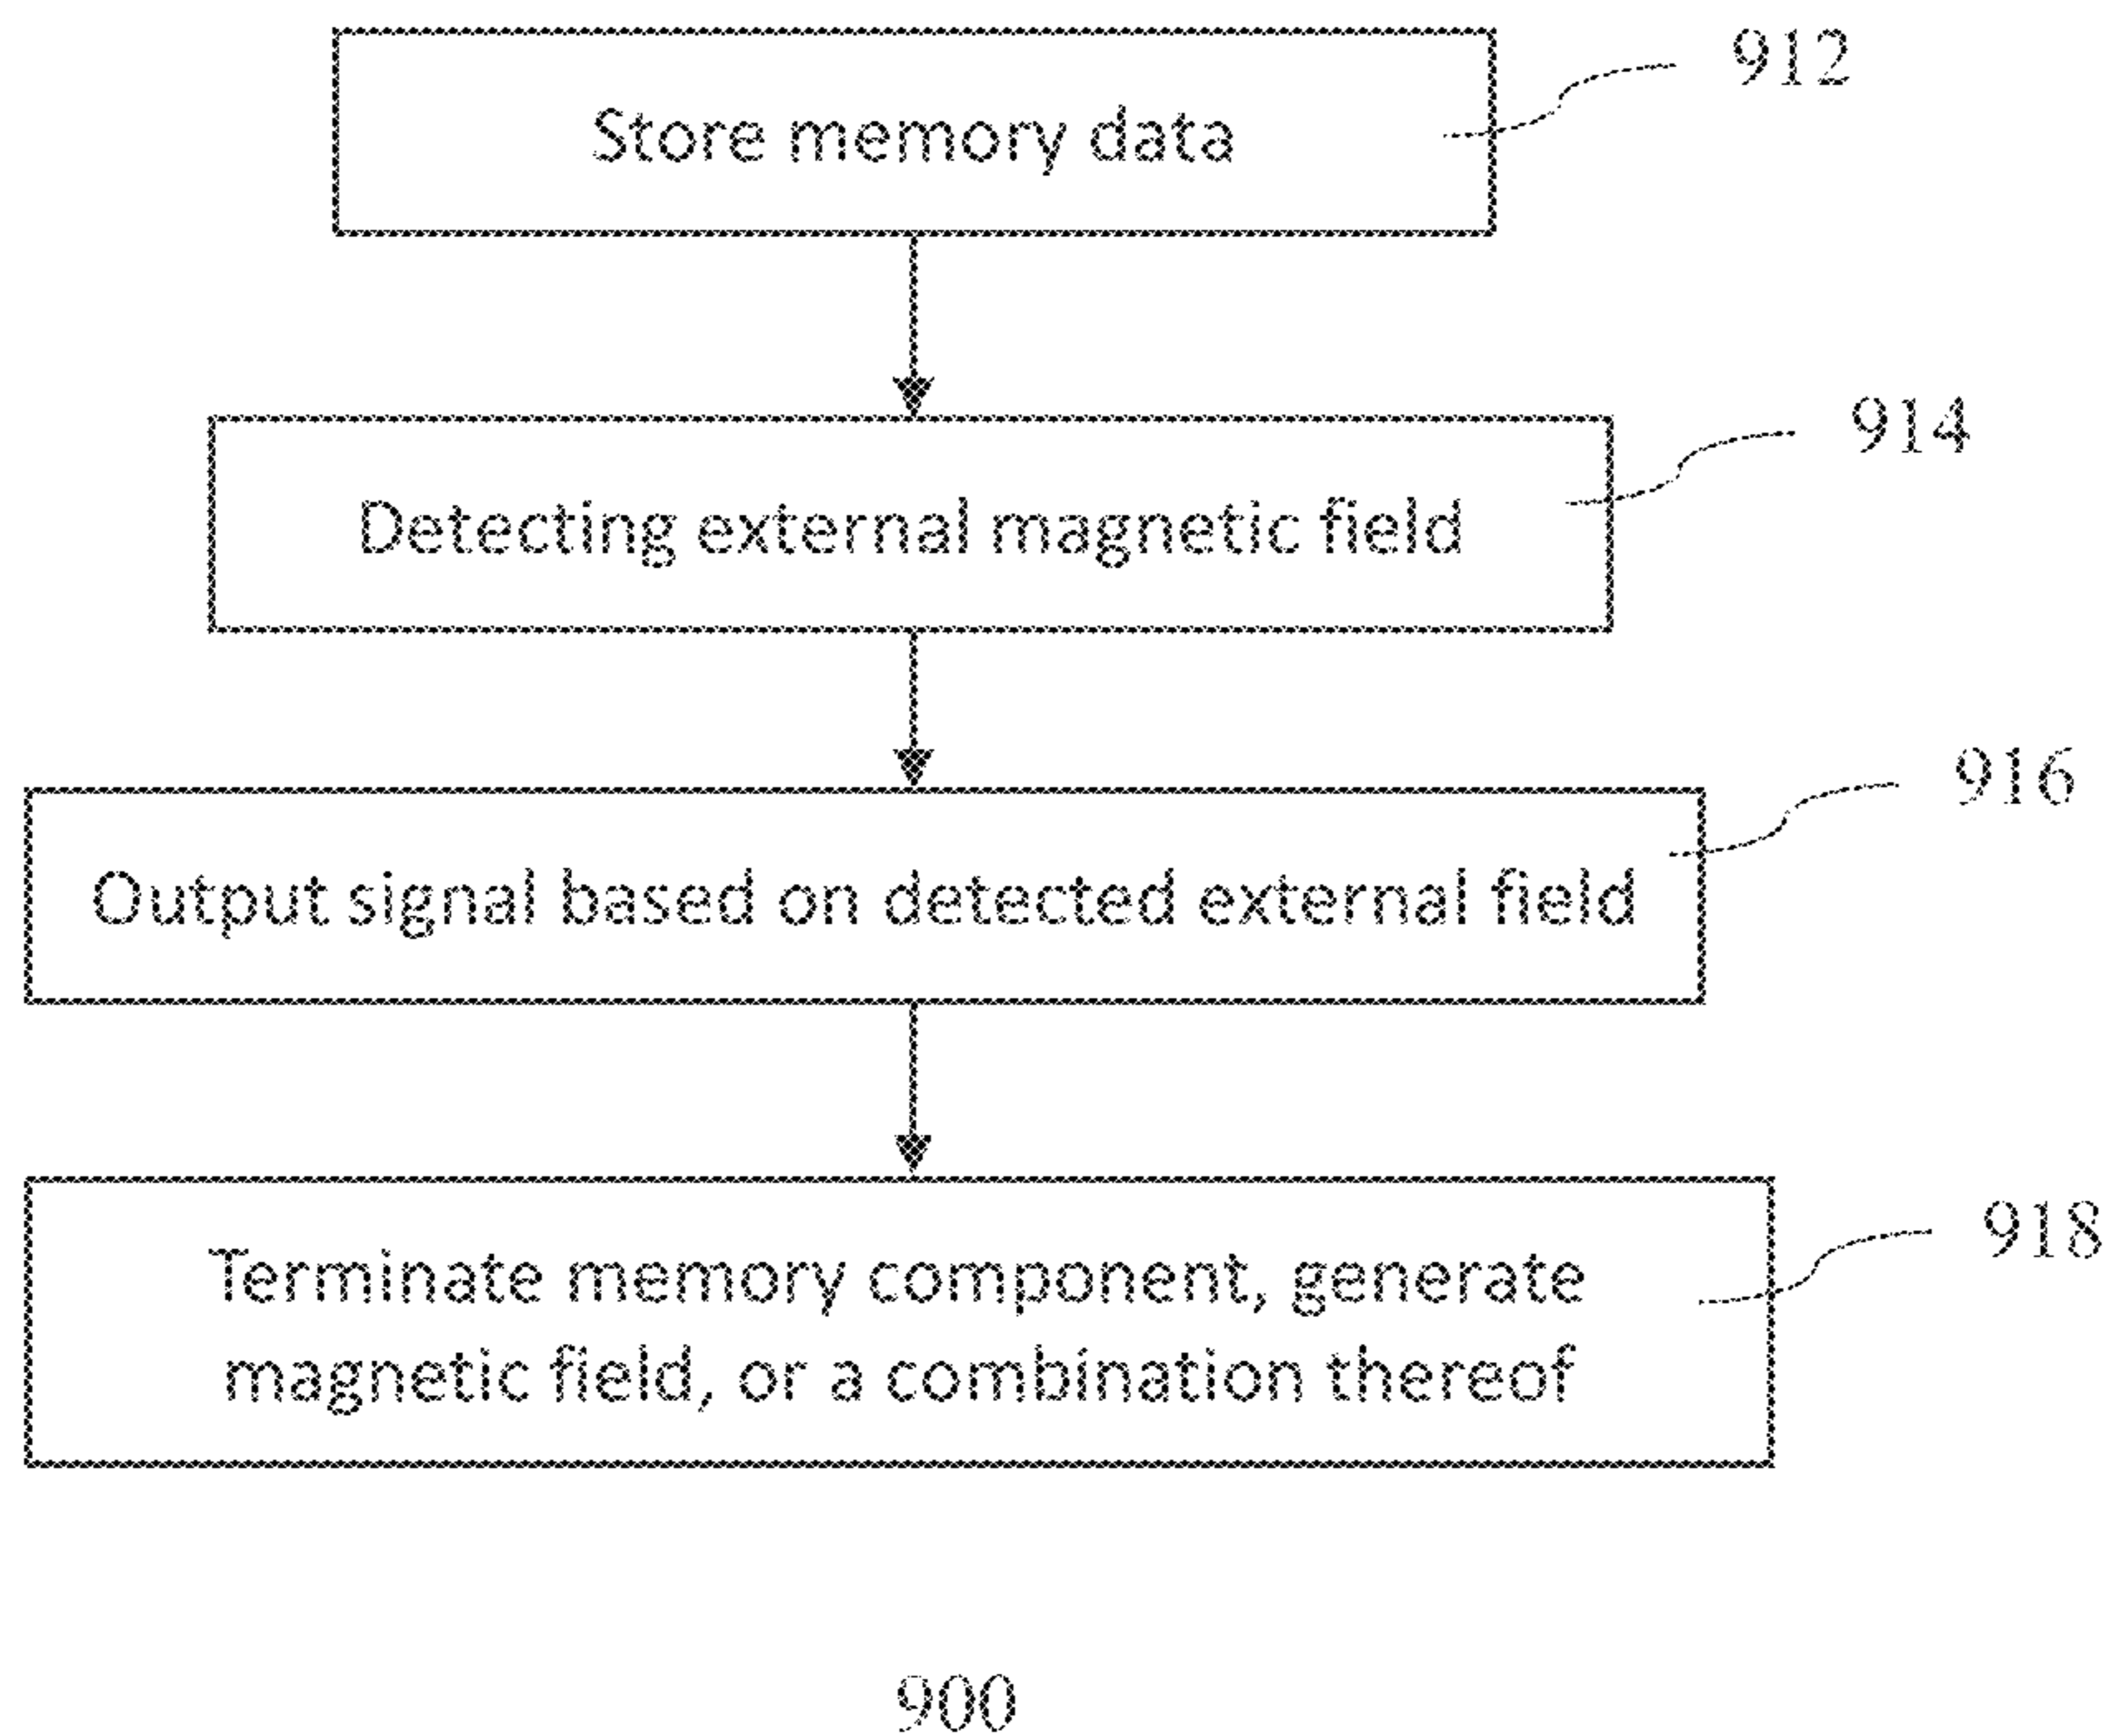 912
Store memory data
914
Detecting external magnetic field
916
Output signal based on detected external field
918
Terminate memory component, generate
magnetic field, or a combination thereof
900